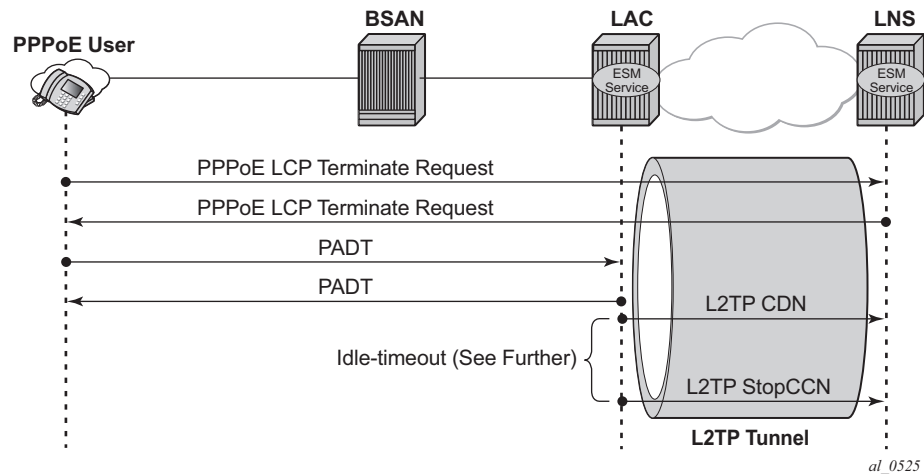 BSAN
LAC
LNS
PPPoE User
ESM
Service
ESM
Service
PPPoE LCP Terminate Request
PPPoE LCP Terminate Request
PADT
PADT
L2TP CDN
Idle-timeout (See Further)
L2TP StopCCN
L2TP Tunnel
al_0525